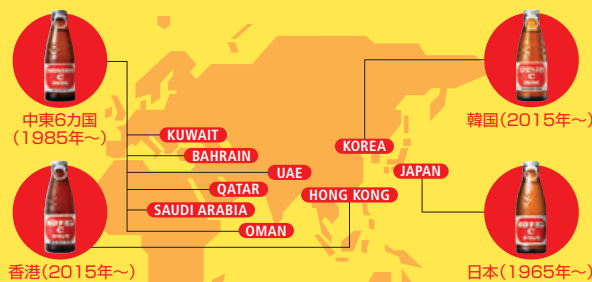 中東6カ国
(1985年～)
KUWAIT
BAHRAIN
UAE
QATAR
SAUDI ARABIA
OMAN
香港(2015年～)
KOREA
HONG KONG
JAPAN
韓国(2015年～)
日本(1965年～)